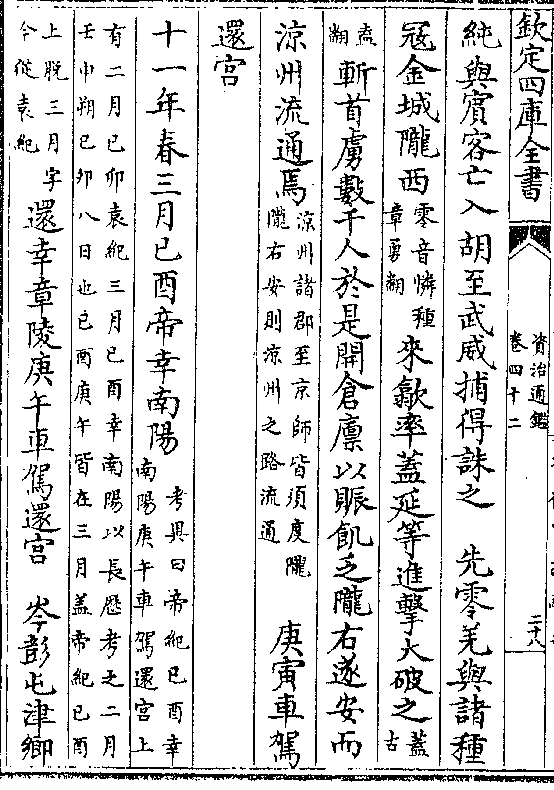 欽定四庫全書
資治通鑑
卷四十二
二十八
純與賓客亡入胡至武威捕得誅之　先零羌與諸種
寇金城隴西零音憐種
章勇翻來歙率蓋延等進擊大破之蓋古
盍翻斬首虜數千人於是開倉廪以賑飢乏隴右遂安而
涼州流通焉涼州諸郡至京師皆須度隴
隴右安則涼州之路流通　庚寅車駕
還宫
十一年春三月己酉帝幸南陽考異曰帝紀己酉幸
南陽庚午車駕還宫上
有二月己卯袁紀三月己酉幸南陽以長歷考之二月
壬申朔己卯八日也己酉庚午皆在三月蓋帝紀己酉
上脱三月字
今從袁紀還幸章陵庚午車駕還宫　岑彭屯津鄉